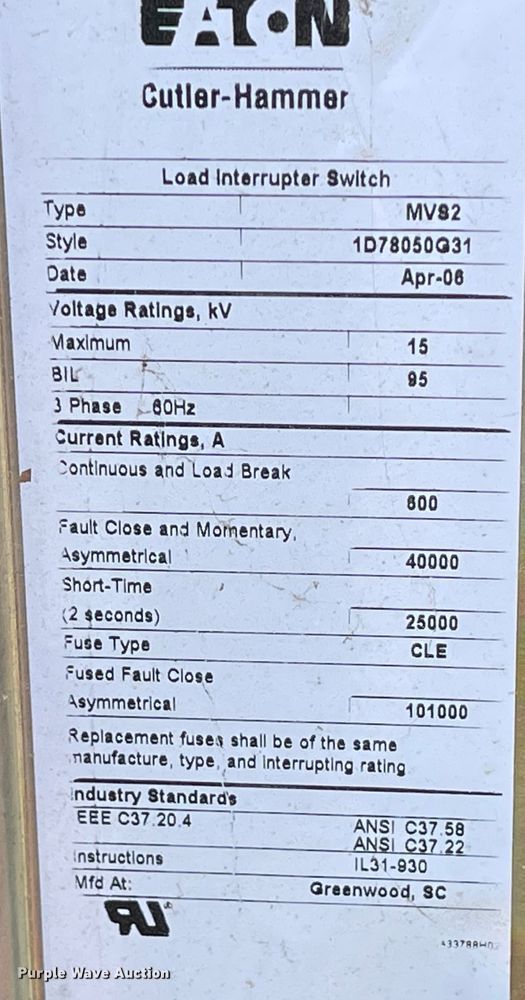 EATON
Cutler-Hammer
Load Interrupter Switch
Type MVS2
Style 1D78050G31
Date Apr-06
Voltage Ratings, kV
Maximum 15
BIL 95
3 Phase 60Hz
Current Ratings, A
Continuous and Load Break
600
Fault Close and Momentary,
Asymmetrical 40000
Short-Time
(2 seconds) 25000
Fuse Type CLE
Fused Fault Close
Asymmetrical 101000
Replacement fuses shall be of the same
manufacture, type, and interrupting rating
Industry Standards
EEE C37.20.4 ANSI C37.58
ANSI C37.22
Instructions IL31-930
Mfd At: Greenwood, SC
Purple Wave Auction